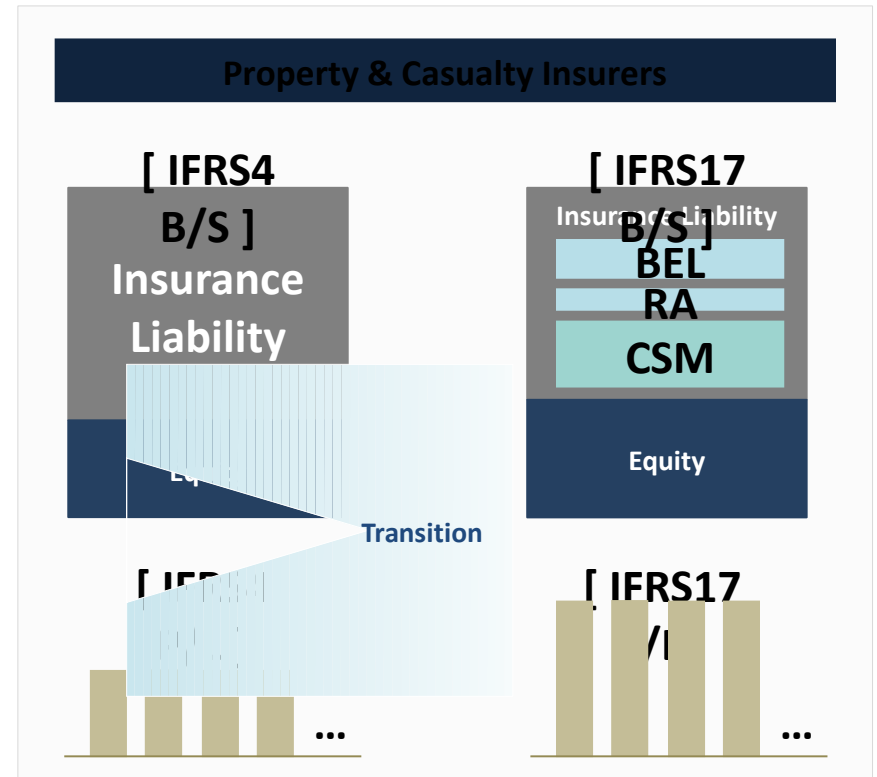 Property & Casualty Insurers
[ IFRS4
B/S ]
Insurance
Liability
[ IFRS17
Insurance Liability
B/S ]
BEL
RA
CSM
Equity
Transition
[ IFRS17
...
...